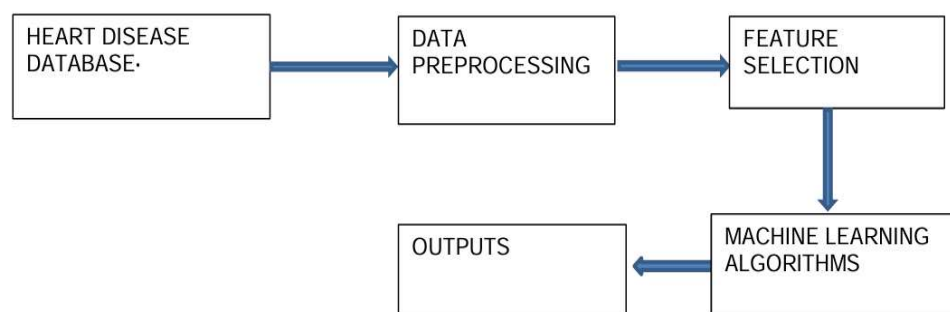 HEART DISEASE
DATABASE·
DATA
PREPROCESSING
FEATURE
SELECTION
MACHINE LEARNING
ALGORITHMS
OUTPUTS